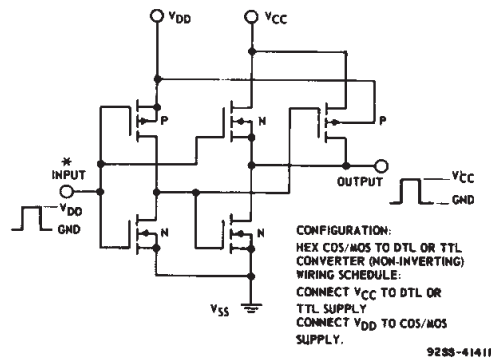 VDD
VCC
P
N
P
*
INPUT
VDD
GND
N
N
OUTPUT
VCC
GND
VSS
CONFIGURATION:
HEX COS/MOS TO DTL OR TTL
CONVERTER (NON-INVERTING)
WIRING SCHEDULE:
CONNECT VCC TO DTL OR
TTL SUPPLY
CONNECT VDD TO COS/MOS
SUPPLY.
92SS-41411